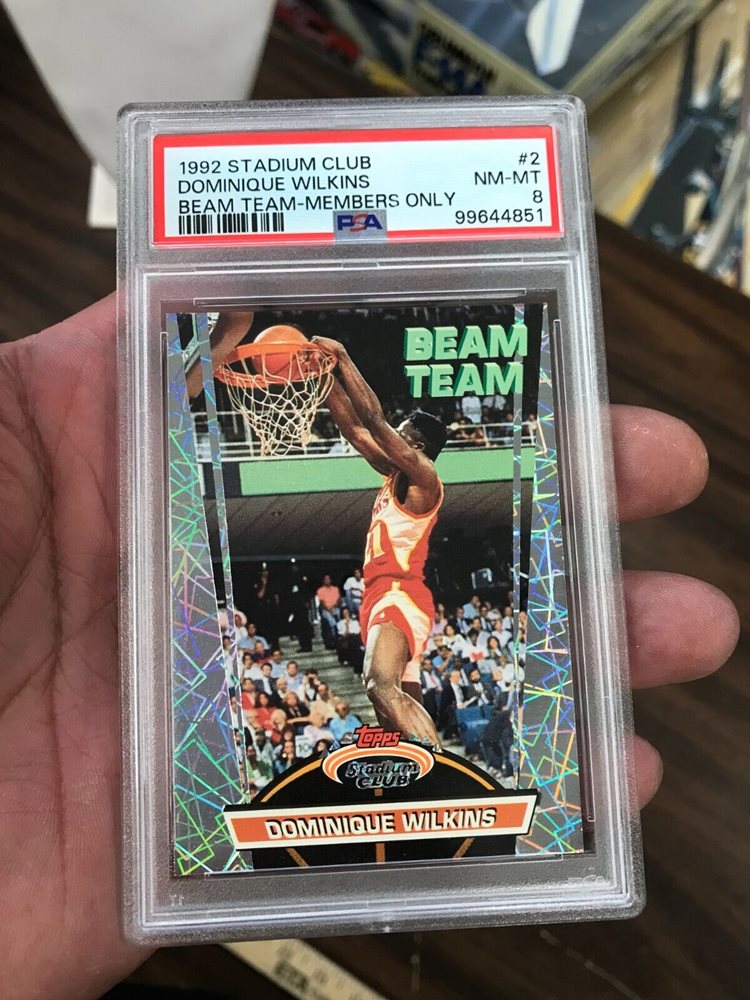 1992 STADIUM CLUB #2
DOMINIQUE WILKINS NM-MT
BEAM TEAM-MEMBERS ONLY 8
PSA 99644851
BEAM
TEAM
21
Topps
Stadium
CLUB
DOMINIQUE WILKINS